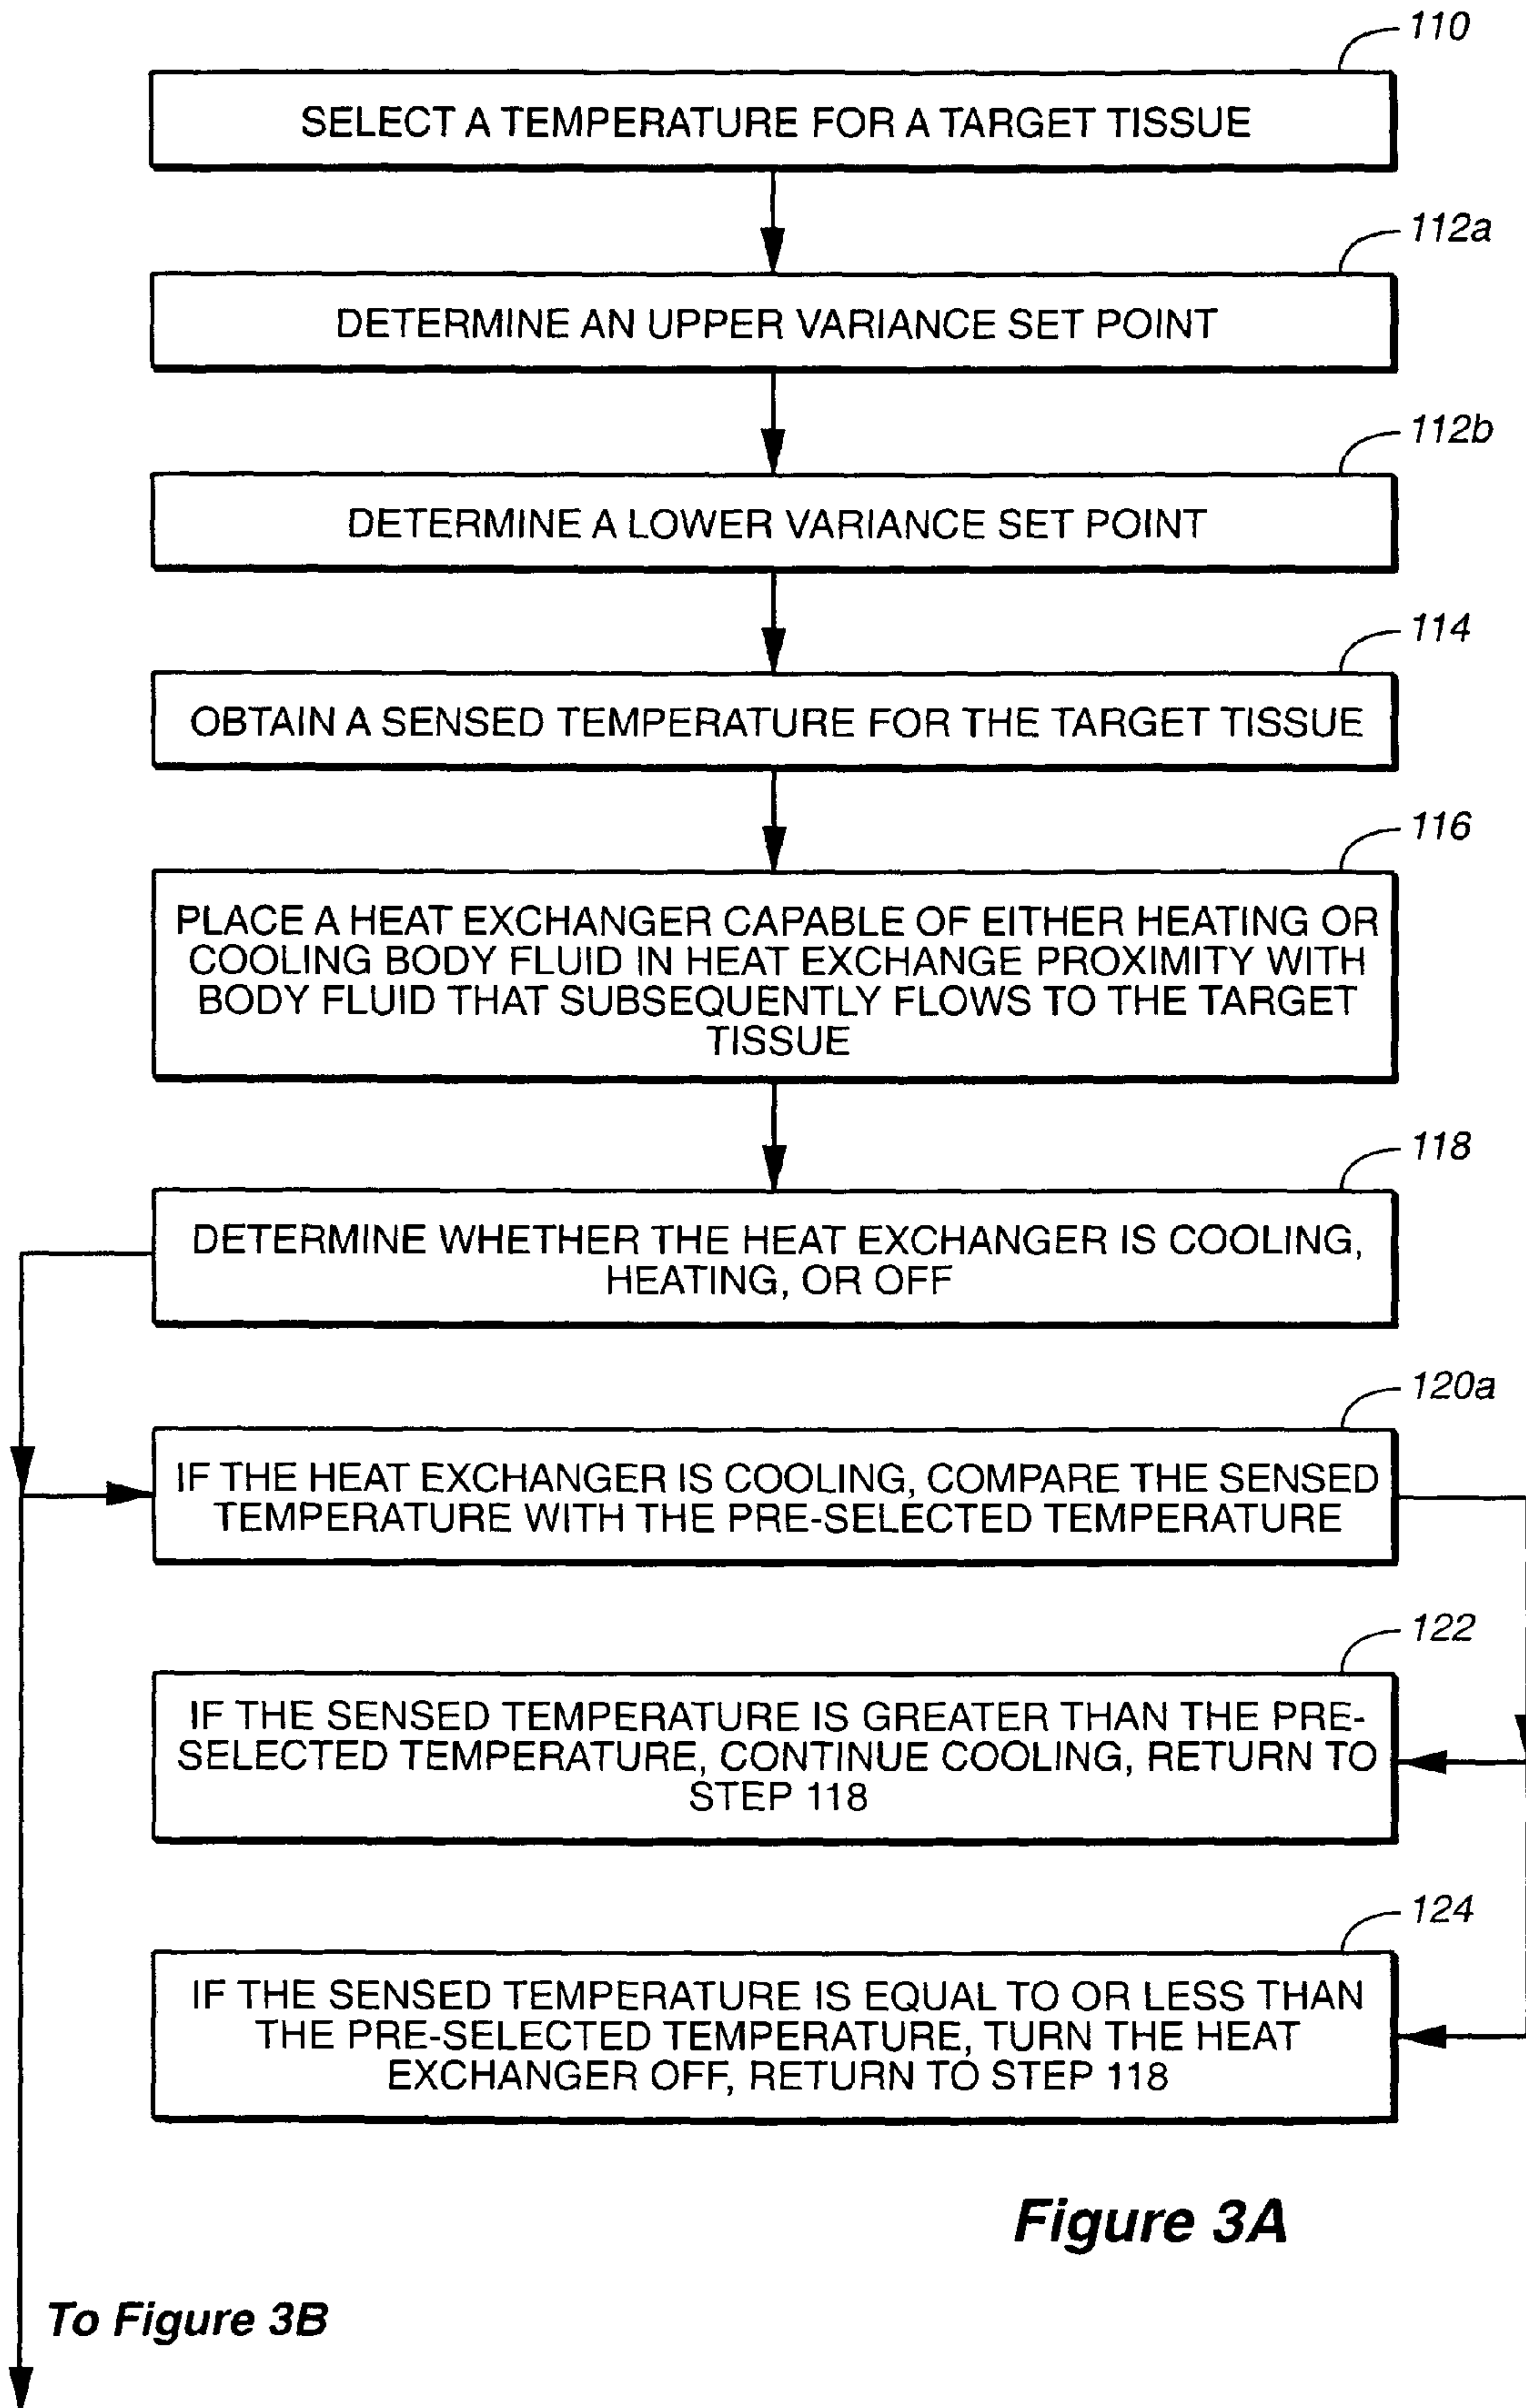 110
SELECT A TEMPERATURE FOR A TARGET TISSUE
112a
DETERMINE AN UPPER VARIANCE SET POINT
112b
DETERMINE A LOWER VARIANCE SET POINT
114
OBTAIN A SENSED TEMPERATURE FOR THE TARGET TISSUE
116
PLACE A HEAT EXCHANGER CAPABLE OF EITHER HEATING OR
COOLING BODY FLUID IN HEAT EXCHANGE PROXIMITY WITH
BODY FLUID THAT SUBSEQUENTLY FLOWS TO THE TARGET
TISSUE
118
DETERMINE WHETHER THE HEAT EXCHANGER IS COOLING,
HEATING, OR OFF
120a
IF THE HEAT EXCHANGER IS COOLING, COMPARE THE SENSED
TEMPERATURE WITH THE PRE-SELECTED TEMPERATURE
122
IF THE SENSED TEMPERATURE IS GREATER THAN THE PRE-
SELECTED TEMPERATURE, CONTINUE COOLING, RETURN TO
STEP 118
124
IF THE SENSED TEMPERATURE IS EQUAL TO OR LESS THAN
THE PRE-SELECTED TEMPERATURE, TURN THE HEAT
EXCHANGER OFF, RETURN TO STEP 118
Figure 3A
To Figure 3B